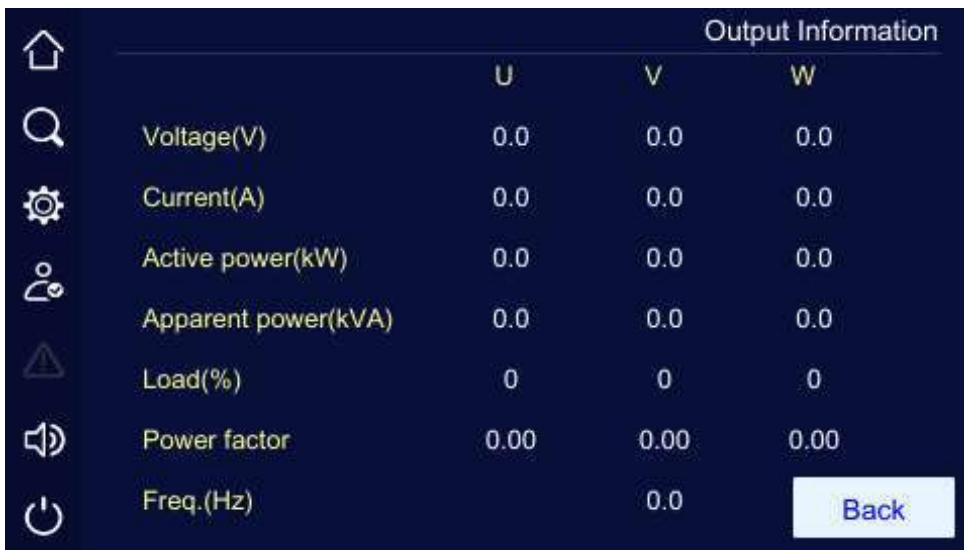 Output Information
U V W
Voltage(V) 0.0 0.0 0.0
Current(A) 0.0 0.0 0.0
Active power(kW) 0.0 0.0 0.0
Apparent power(kVA) 0.0 0.0 0.0
Load(%) 0 0 0
Power factor 0.00 0.00 0.00
Freq.(Hz) 0.0
Back